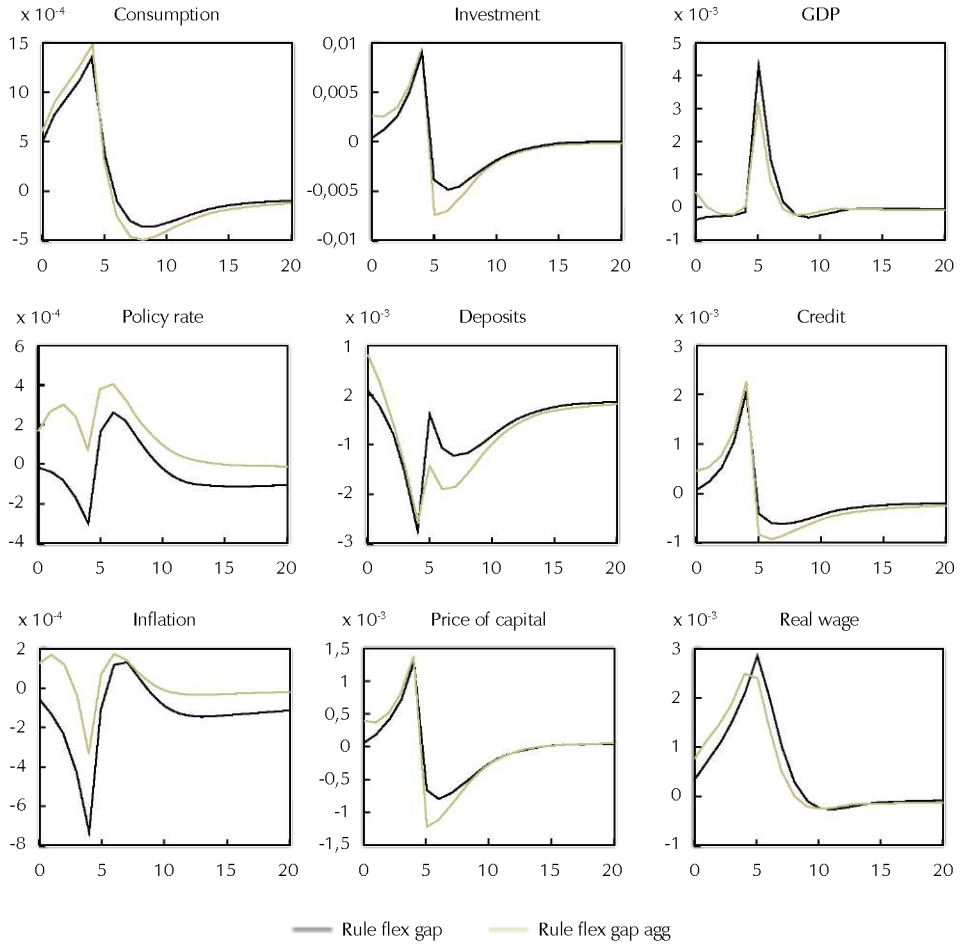 x 10-4 Consumption Investment x 10-3 GDP
15 0,01 5
4
10 0,005 3
5 0 2
1
0 -0,005 0
-5 -0,01 -1
0 5 10 15 20 0 5 10 15 20 0 5 10 15 20
x 10-4 Policy rate x 10-3 Deposits x 10-3 Credit
6 1 3
4 2 2
2 -1 1
0
-2 -2 0
-4 -3 -1
0 5 10 15 20 0 5 10 15 20 0 5 10 15 20
x 10-4 Inflation x 10-3 Price of capital x 10-3 Real wage
2 1,5 3
0 1 2
-2 0,5
0 1
-4 -0,5 0
-6 -1
-8 -1,5 -1
0 5 10 15 20 0 5 10 15 20 0 5 10 15 20
Rule flex gap Rule flex gap agg